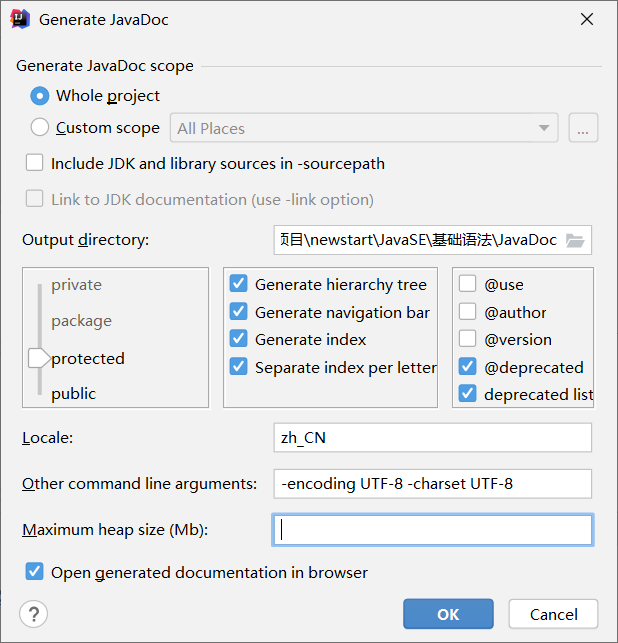 Generate JavaDoc
Generate JavaDoc scope
Whole project
Custom scope
All Places
...
Include JDK and library sources in -sourcepath
Link to JDK documentation (use -link option)
Output directory:
项目\newstart\JavaSE\基础语法\JavaDoc
private
package
protected
public
Generate hierarchy tree
Generate navigation bar
Generate index
Separate index per letter
@use
@author
@version
@deprecated
deprecated list
Locale:
zh_CN
Other command line arguments:
-encoding UTF-8 -charset UTF-8
Maximum heap size (Mb):
Open generated documentation in browser
?
OK
Cancel